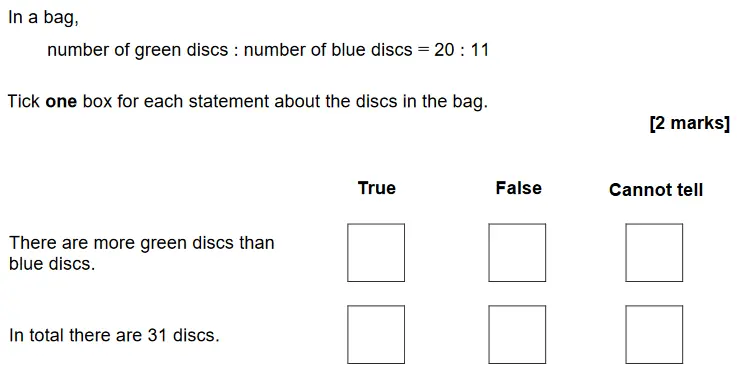 In a bag,
number of green discs : number of blue discs = 20 : 11
Tick one box for each statement about the discs in the bag.
[2 marks]
True False Cannot tell
There are more green discs than
blue discs.
In total there are 31 discs.